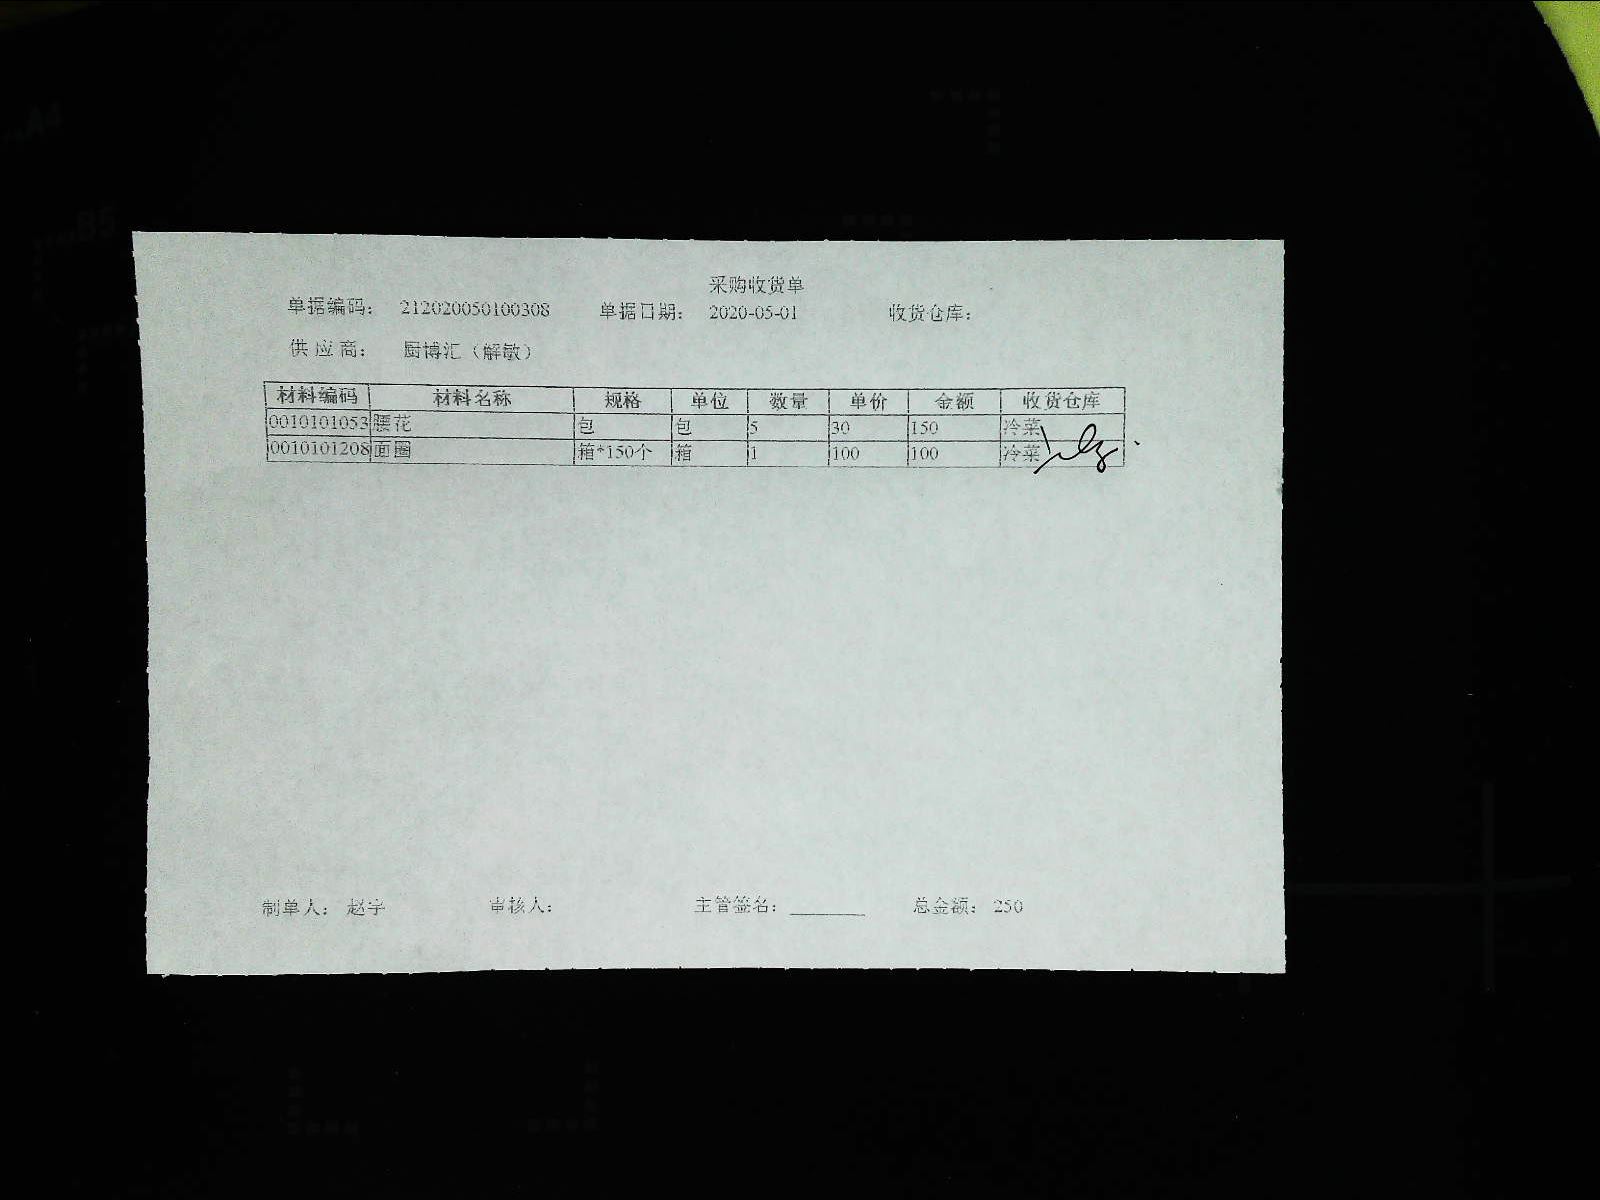 采购收货单
单据编码： 212020050100308 单据日期： 2020-05-01 收货仓库：
供 应 商： 厨博汇（解敏）
材料编码 材料名称 规格 单位 数量 单价 金额 收货仓库
0010101053 腰花 包 包 5 30 150 冷菜
0010101208 面圈 箱*150个 箱 1 100 100 冷菜
制单人： 赵宇 审核人： 主管签名： 总金额： 250